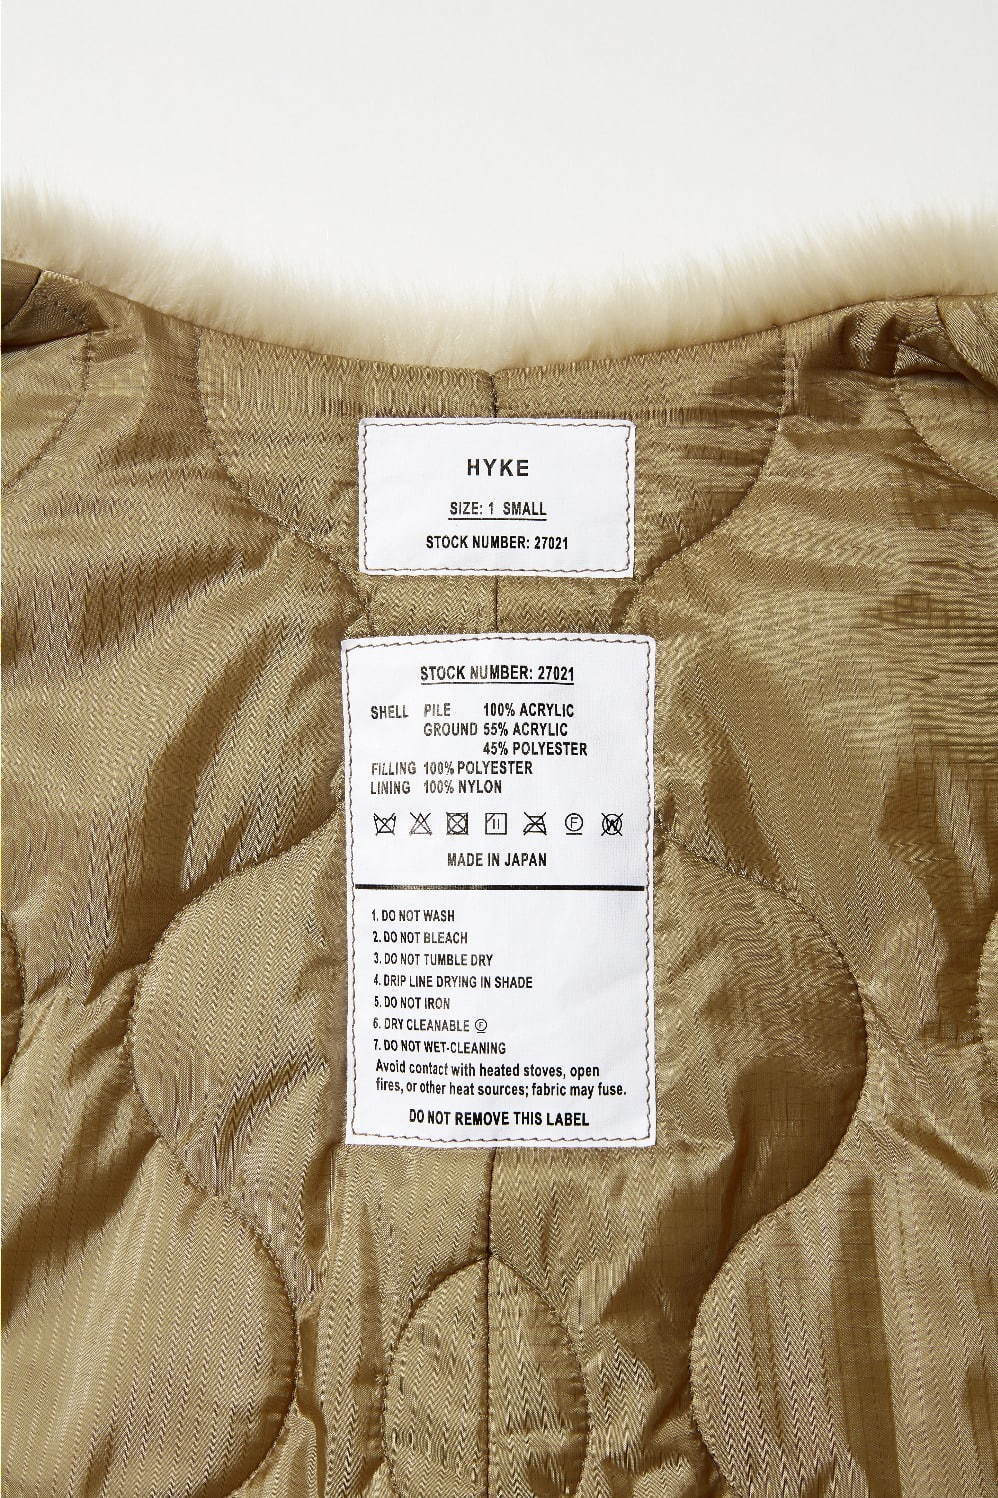 HYKE
SIZE: 1 SMALL
STOCK NUMBER: 27021
STOCK NUMBER: 27021
SHELL PILE 100% ACRYLIC
GROUND 55% ACRYLIC
45% POLYESTER
FILLING 100% POLYESTER
LINING 100% NYLON
F W
MADE IN JAPAN
1. DO NOT WASH
2. DO NOT BLEACH
3. DO NOT TUMBLE DRY
4. DRIP LINE DRYING IN SHADE
5. DO NOT IRON
6. DRY CLEANABLE Ⓕ
7. DO NOT WET-CLEANING
Avoid contact with heated stoves, open
fires, or other heat sources; fabric may fuse.
DO NOT REMOVE THIS LABEL